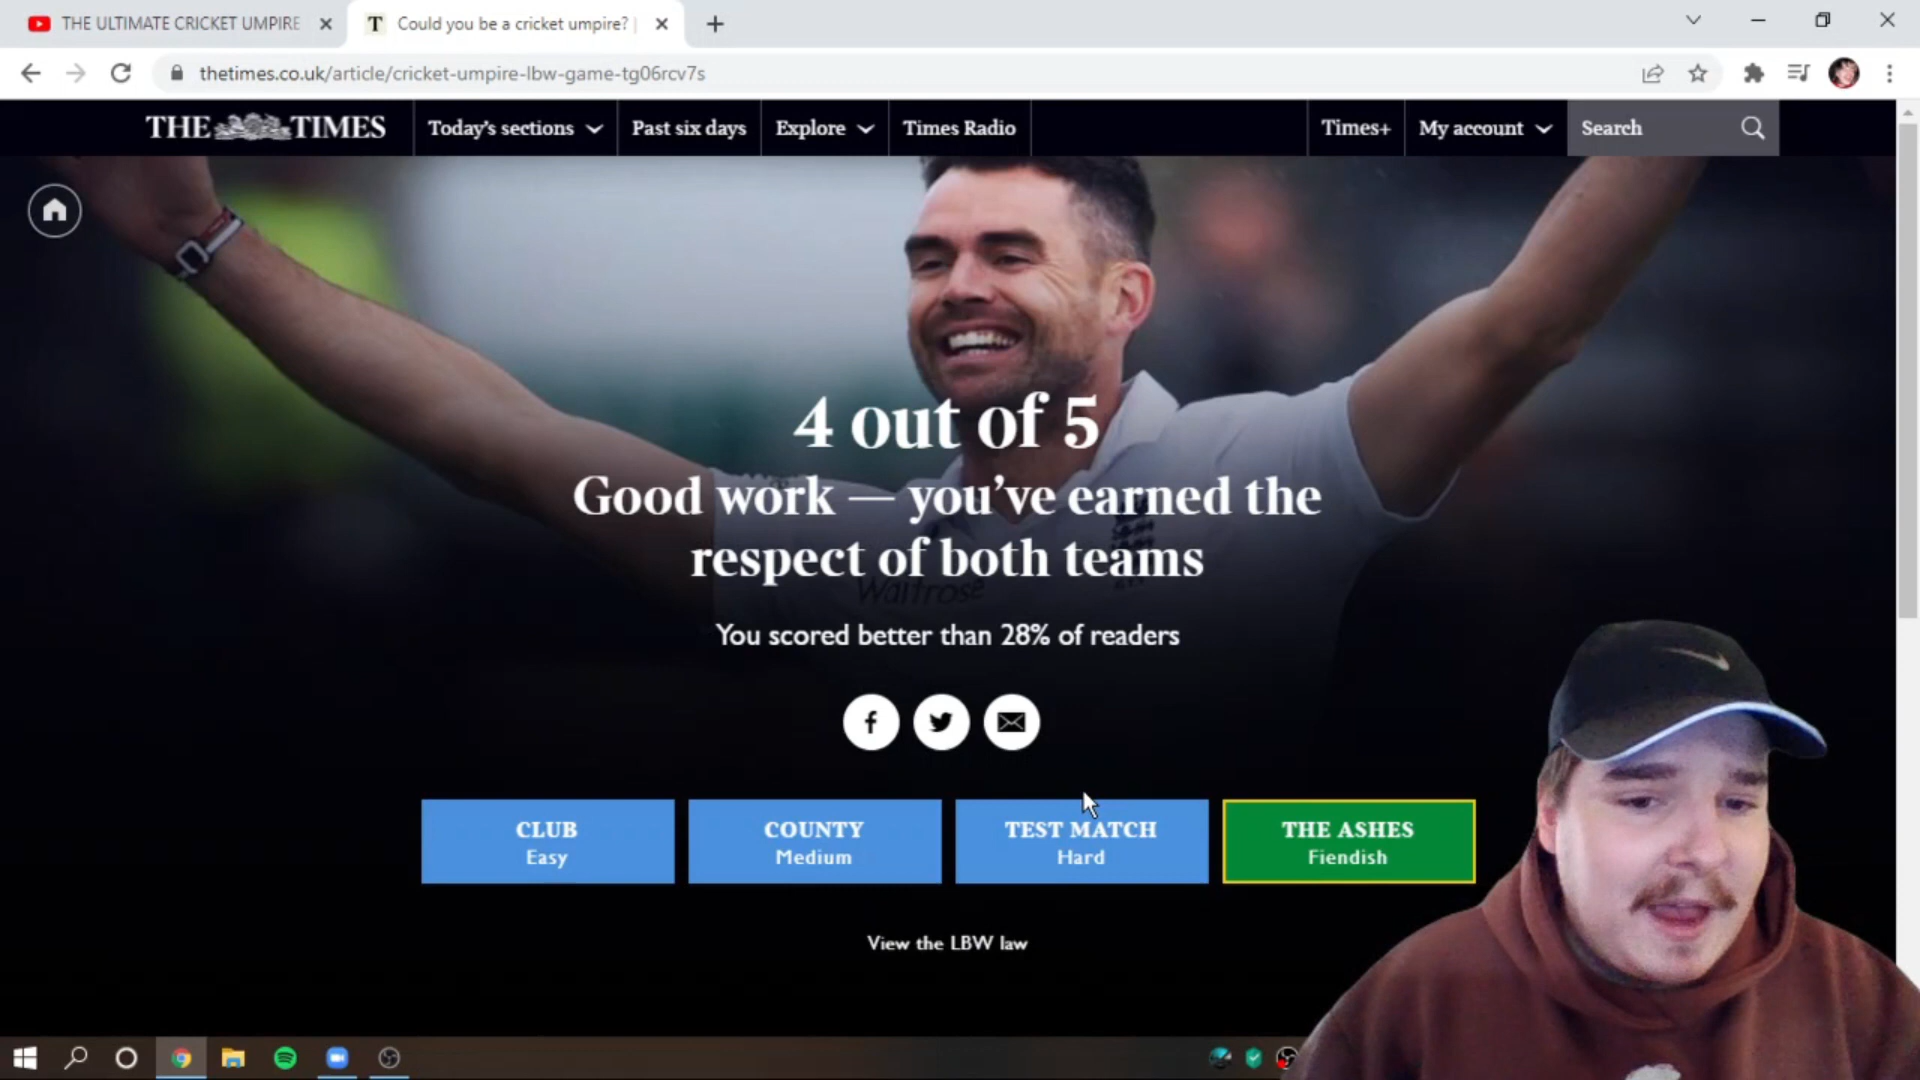 THE ULTIMATE CRICKET UMPIRE
Could you be a cricket umpire? |
thetimes.co.uk/article/cricket-umpire-lbw-game-tg06rcv7s
THE TIMES
Today's sections
Past six days
Explore
Times Radio
Times+
My account
Search
4 out of 5
Good work — you've earned the
respect of both teams
Waitrose
You scored better than 28% of readers
CLUB
Easy
COUNTY
Medium
TEST MATCH
Hard
THE ASHES
Fiendish
View the LBW law